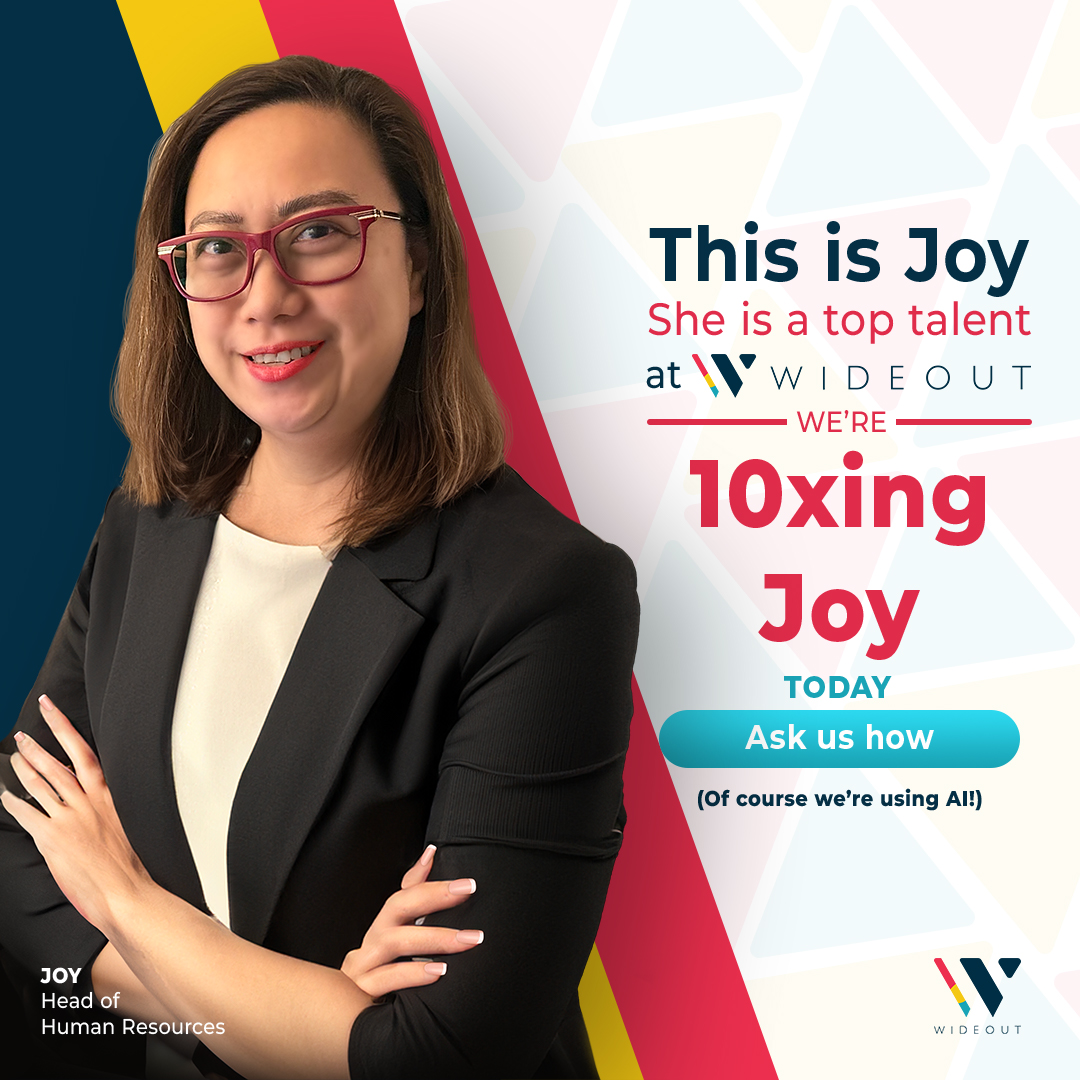 This is Joy
She is a top talent
at WIDEOUT
WE'RE
10xing
Joy
TODAY
Ask us how
(Of course we're using AI!)
JOY
Head of
Human Resources
WIDEOUT